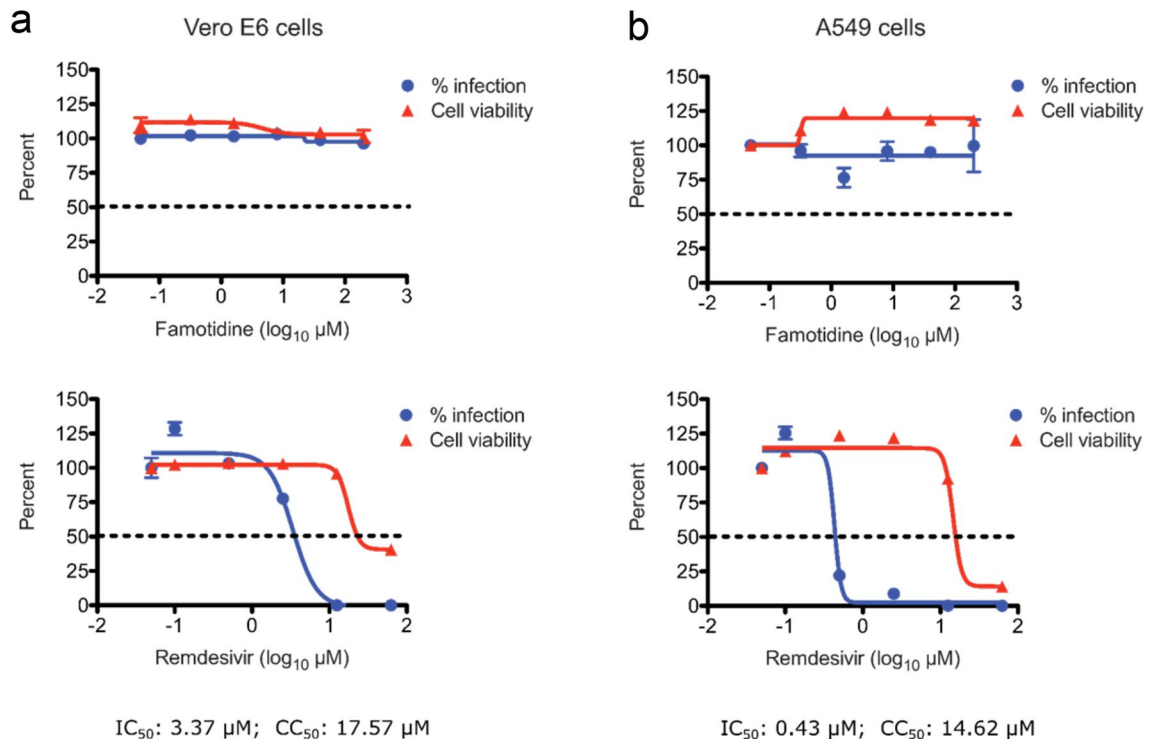 a
Vero E6 cells
150
125
100
75
50
25
0
Percent
-2 -1 0 1 2 3
Famotidine (log10 µM)
% infection
Cell viability
b
A549 cells
150
125
100
75
50
25
0
Percent
-2 -1 0 1 2 3
Famotidine (log10 µM)
% infection
Cell viability
150
125
100
75
50
25
0
Percent
-2 -1 0 1 2
Remdesivir (log10 µM)
% infection
Cell viability
IC50: 3.37 µM; CC50: 17.57 µM
150
125
100
75
50
25
0
Percent
-2 -1 0 1 2
Remdesivir (log10 µM)
% infection
Cell viability
IC50: 0.43 µM; CC50: 14.62 µM